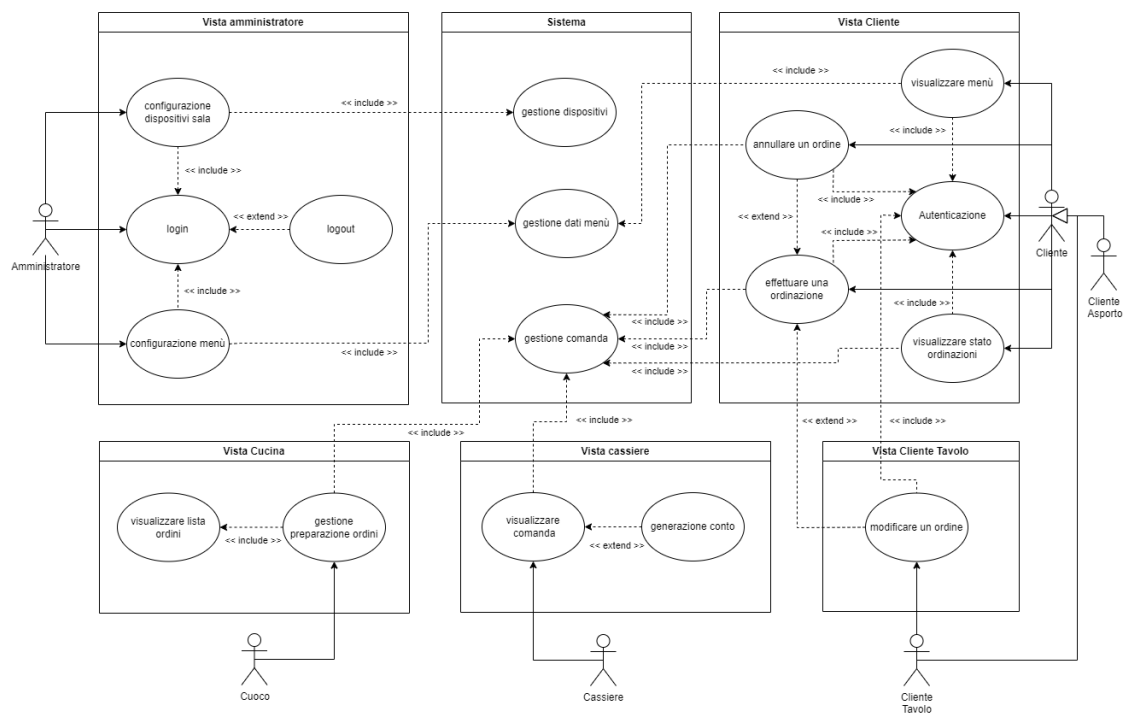 Vista amministratore
configurazione
dispositivi sala
<< include >>
<< include >>
login
<< extend >>
logout
<< include >>
configurazione menù
<< include >>
Amministratore
Sistema
gestione dispositivi
gestione dati menù
gestione comanda
Vista Cliente
<< include >>
visualizzare menù
annullare un ordine
<< include >>
<< include >>
<< extend >>
Autenticazione
<< include >>
effettuare una
ordinazione
<< include >>
<< include >>
<< include >>
<< include >>
visualizzare stato
ordinazioni
Cliente
Cliente
Asporto
<< include >>
<< include >>
<< extend >>
<< include >>
Vista Cucina
visualizzare lista
ordini
<< include >>
gestione
preparazione ordini
Cuoco
Vista cassiere
visualizzare
comanda
<< extend >>
generazione conto
Cassiere
Vista Cliente Tavolo
modificare un ordine
Cliente
Tavolo